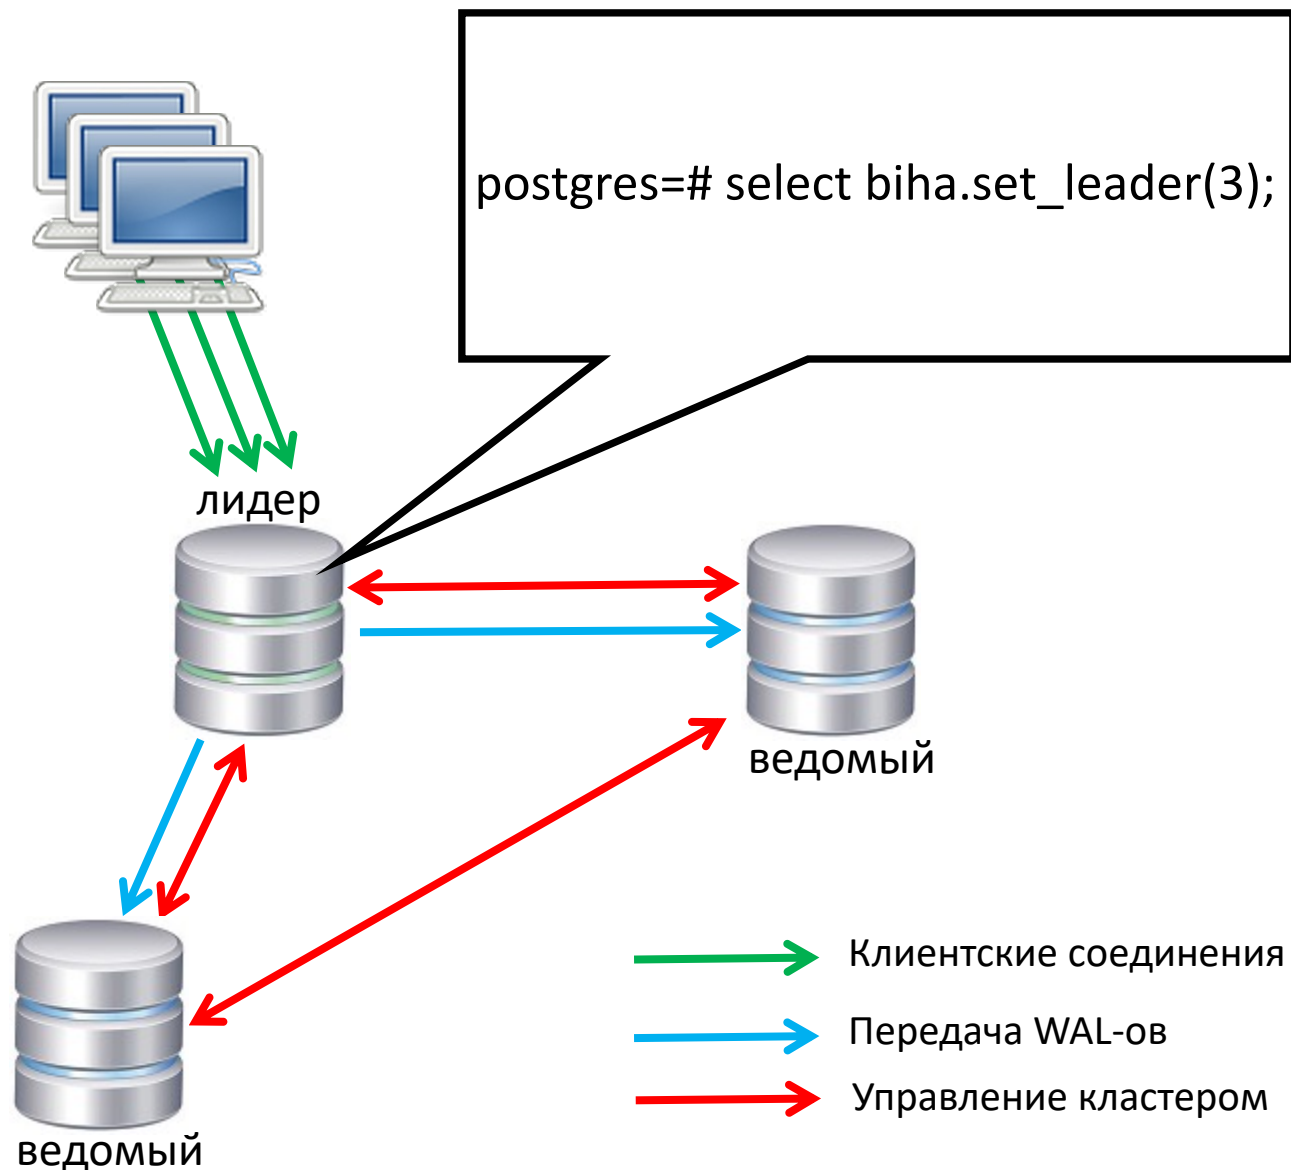 postgres=# select biha.set_leader(3);
лидер
ведомый
ведомый
Клиентские соединения
Передача WAL-ов
Управление кластером